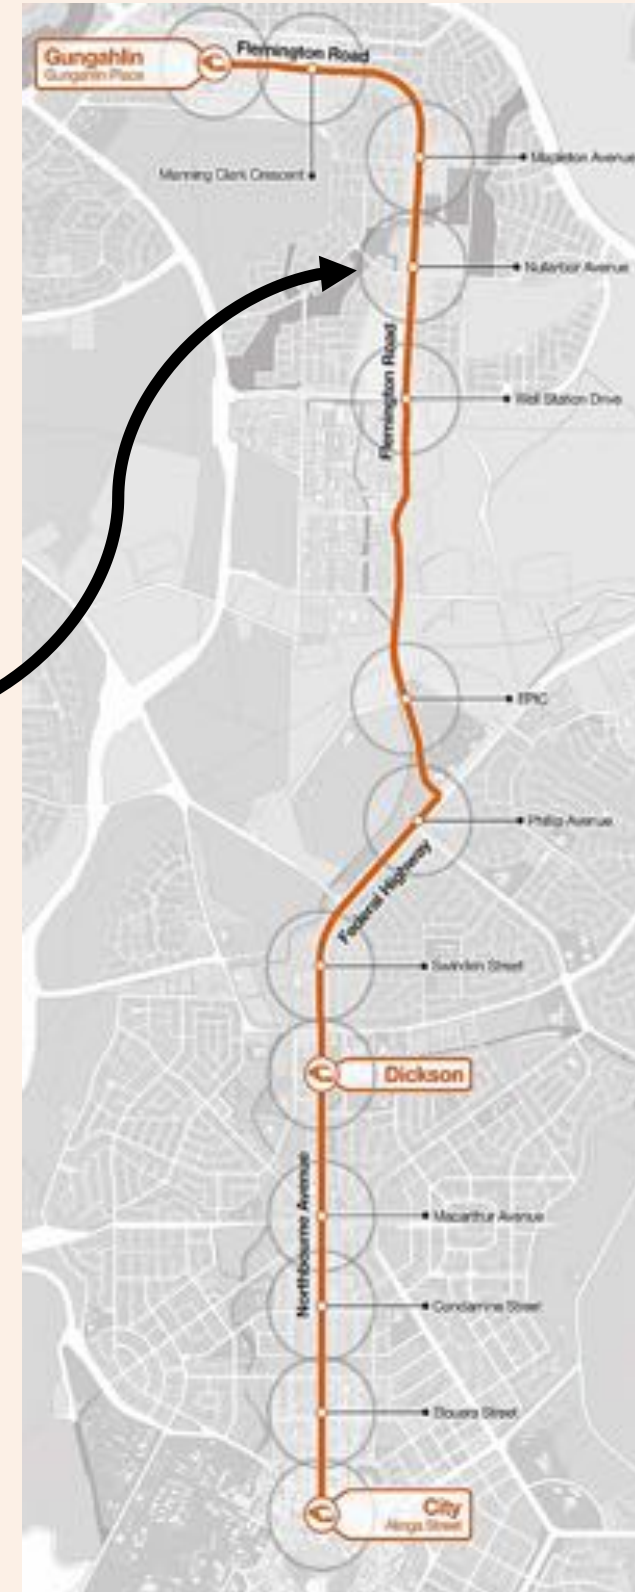 Gungahlin
Gungahlin Place
Flemington Road
Manning Clark Crescent
Mapleton Avenue
Nullarbor Avenue
Flemington Road
Well Station Drive
EPIC
Phillip Avenue
Federal Highway
Swinden Street
Dickson
Northbourne Avenue
Macarthur Avenue
Condamine Street
Elouera Street
City
Alinga Street